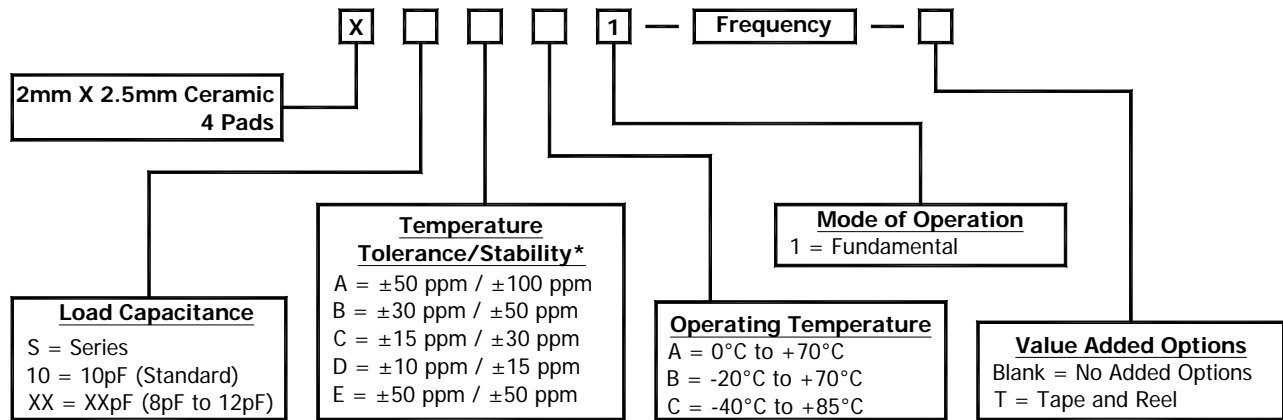 X 1 — Frequency —
2mm X 2.5mm Ceramic
4 Pads
Load Capacitance
S = Series
10 = 10pF (Standard)
XX = XXpF (8pF to 12pF)
Temperature
Tolerance/Stability*
A = ±50 ppm / ±100 ppm
B = ±30 ppm / ±50 ppm
C = ±15 ppm / ±30 ppm
D = ±10 ppm / ±15 ppm
E = ±50 ppm / ±50 ppm
Operating Temperature
A = 0°C to +70°C
B = -20°C to +70°C
C = -40°C to +85°C
Mode of Operation
1 = Fundamental
Value Added Options
Blank = No Added Options
T = Tape and Reel